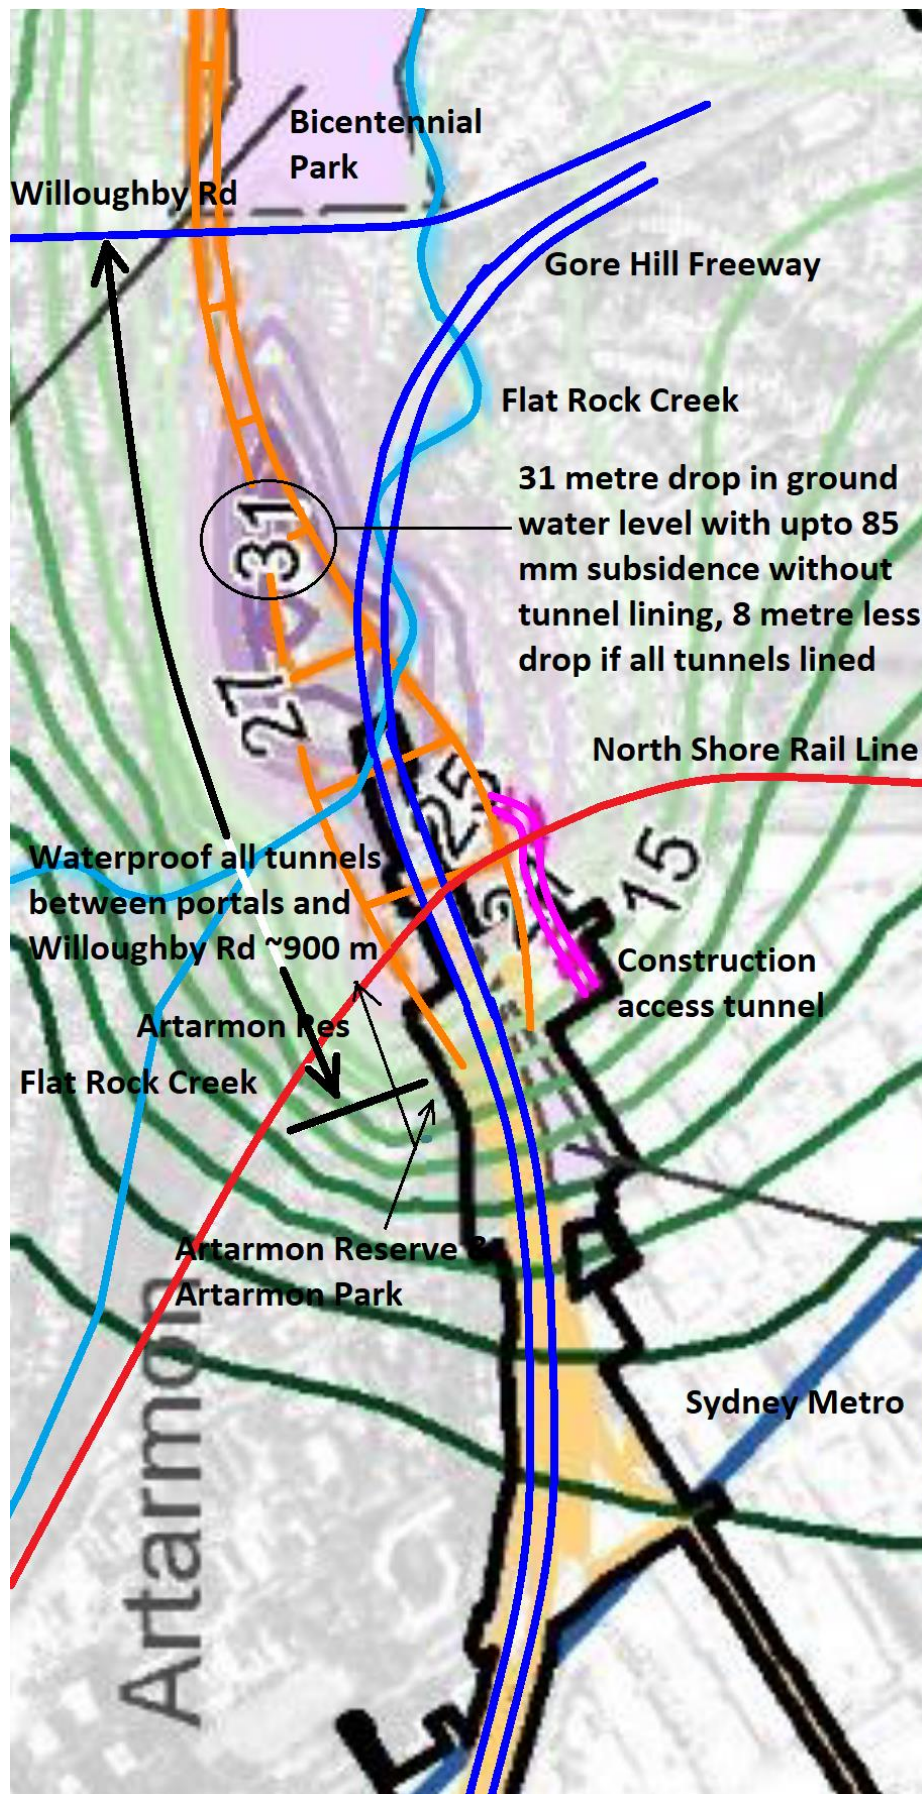 Bicentennial
Park
Willoughby Rd
Gore Hill Freeway
Flat Rock Creek
31 metre drop in ground
water level with upto 85
mm subsidence without
tunnel lining, 8 metre less
drop if all tunnels lined
31
27
North Shore Rail Line
25
21
15
Waterproof all tunnels
between portals and
Willoughby Rd ~900 m
Construction
access tunnel
Artarmon Res
Flat Rock Creek
Artarmon Reserve &
Artarmon Park
Sydney Metro
Artarmon